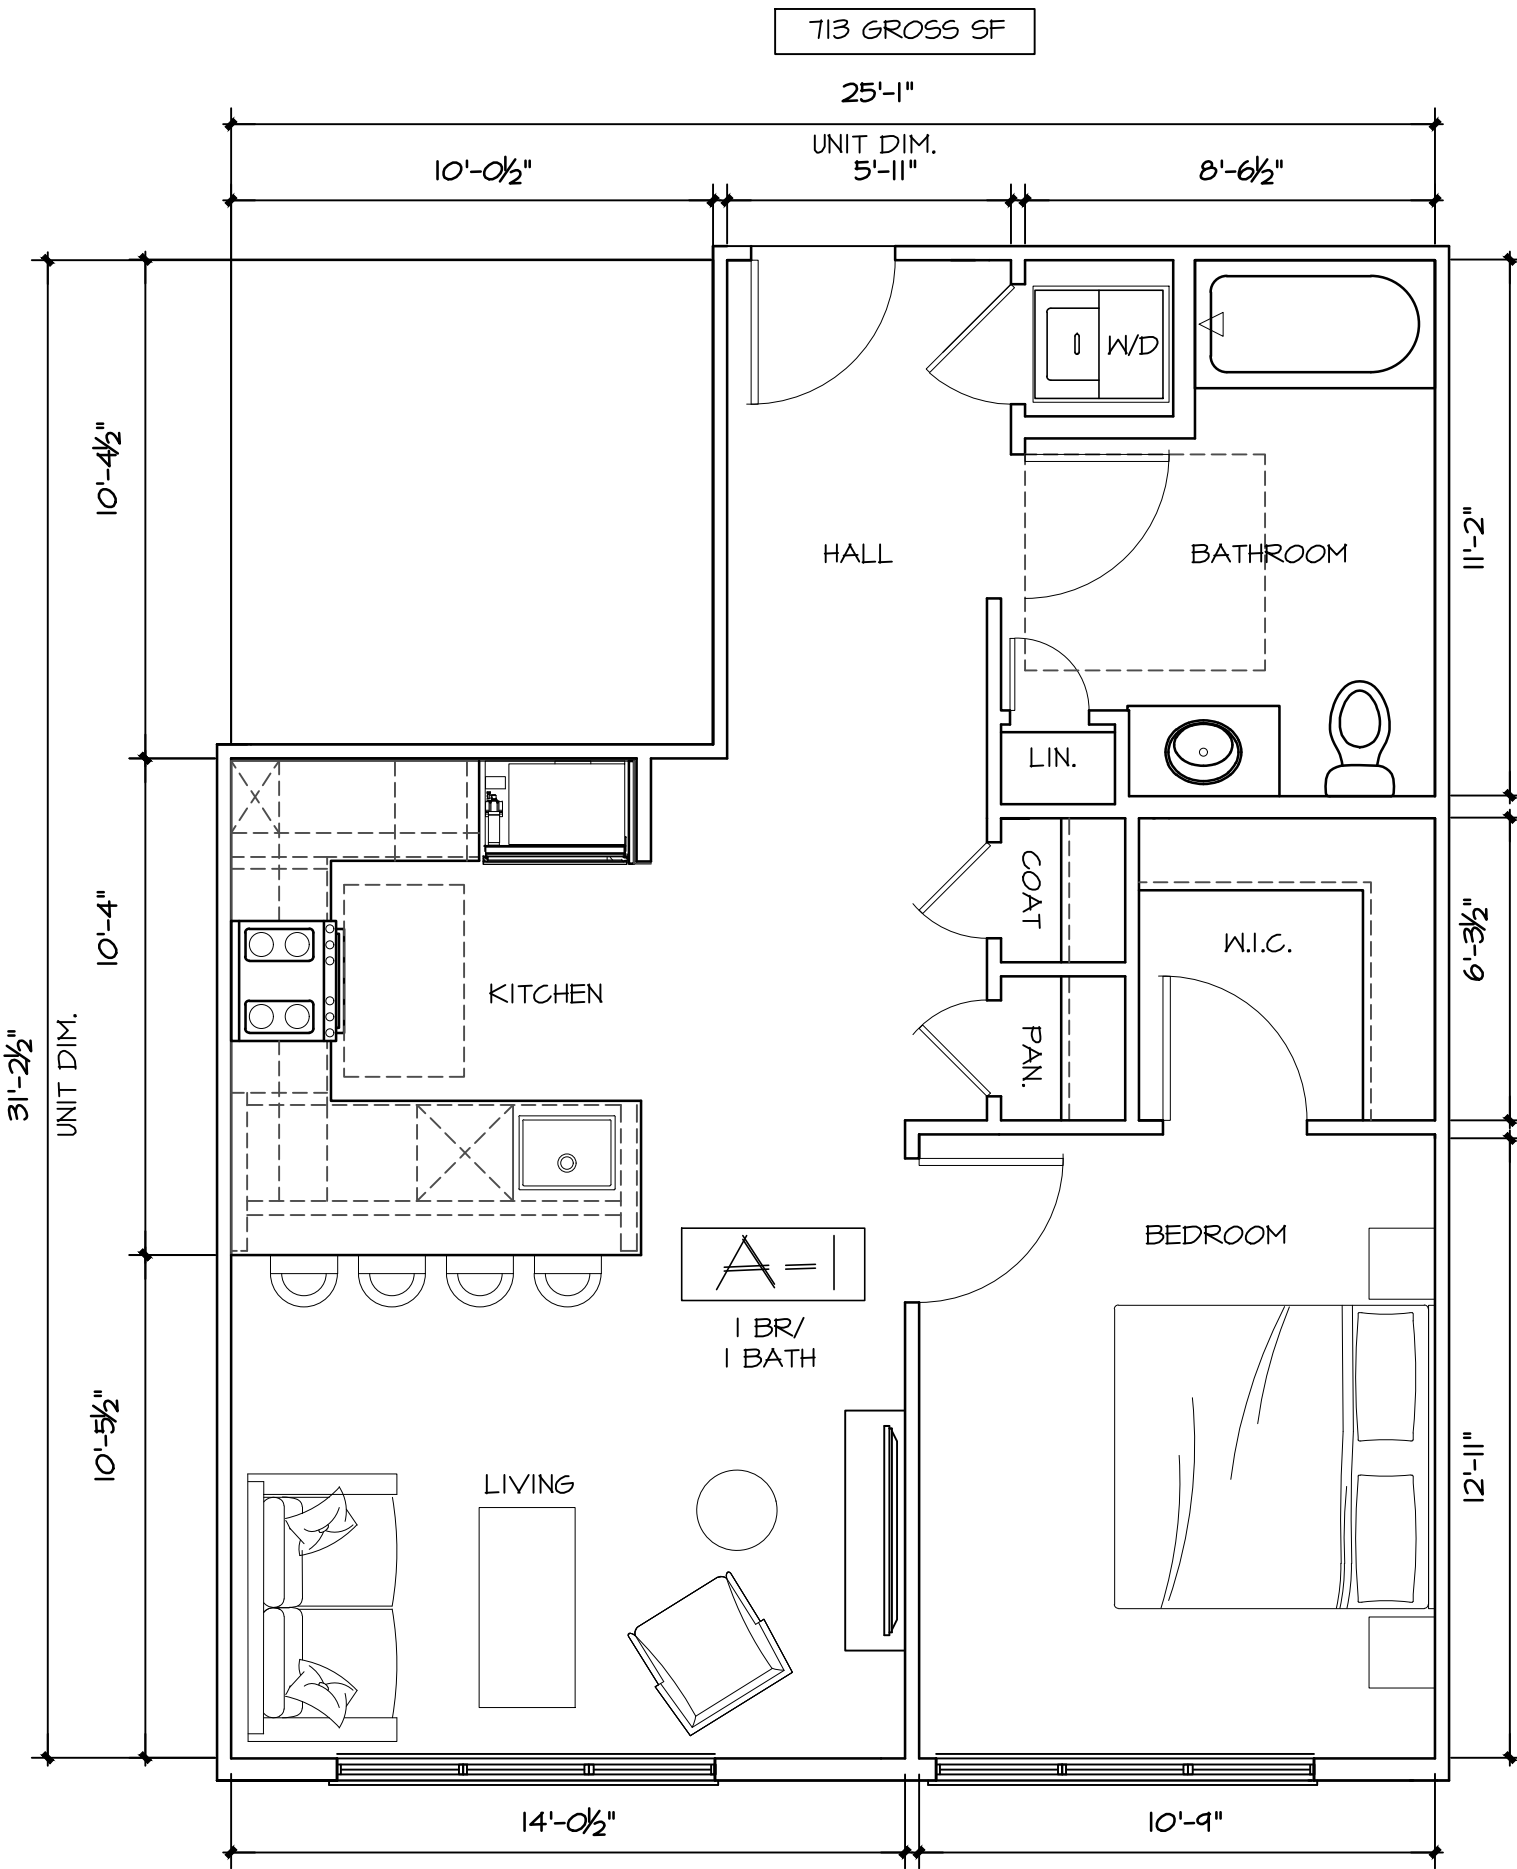 713 GROSS SF
25'-1"
UNIT DIM.
10'-0½"
5'-11"
8'-6½"
W/D
10'-4½"
HALL
BATHROOM
11'-2"
LIN.
COAT
10'-4"
W.I.C.
6'-3½"
KITCHEN
31'-2½"
UNIT DIM.
PAN.
BEDROOM
A-1
1 BR/
1 BATH
10'-5½"
LIVING
12'-11"
14'-0½"
10'-9"